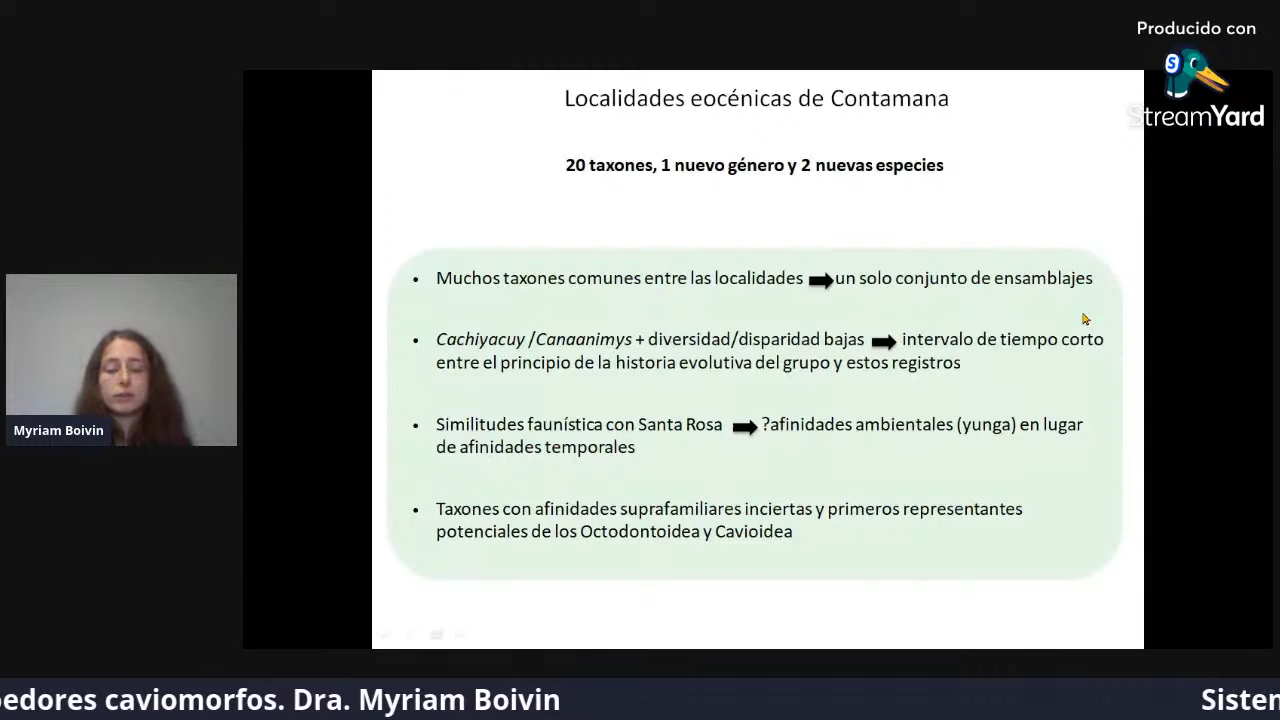 Producido con
StreamYard
Localidades eocénicas de Contamana
20 taxones, 1 nuevo género y 2 nuevas especies
• Muchos taxones comunes entre las localidades ➡ un solo conjunto de ensamblajes
• Cachiyacuy /Canaanimys + diversidad/disparidad bajas ➡ intervalo de tiempo corto
entre el principio de la historia evolutiva del grupo y estos registros
• Similitudes faunística con Santa Rosa ➡ ?afinidades ambientales (yunga) en lugar
de afinidades temporales
• Taxones con afinidades suprafamiliares inciertas y primeros representantes
potenciales de los Octodontoidea y Cavioidea
Myriam Boivin
pedores caviomorfos. Dra. Myriam Boivin
Sister